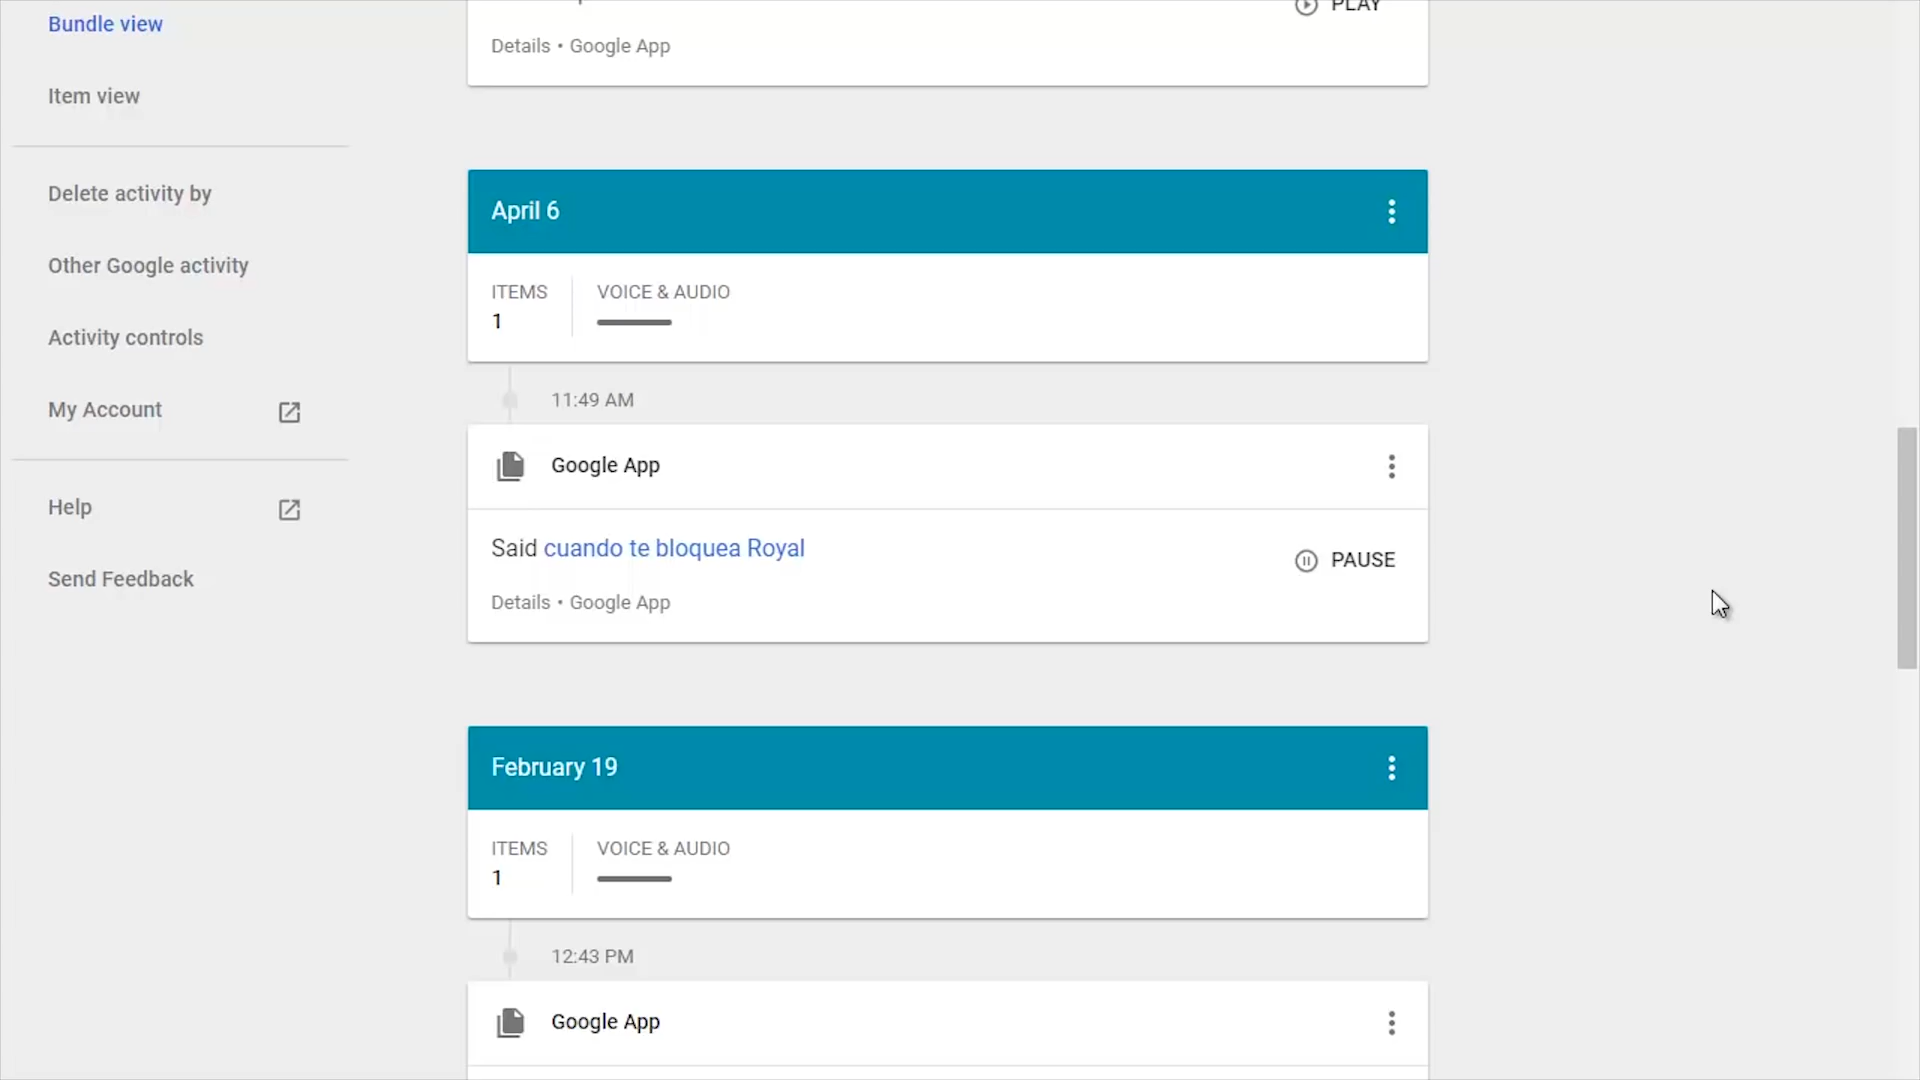 Bundle view
Item view
Delete activity by
Other Google activity
Activity controls
My Account
Help
Send Feedback
PLAY
Details • Google App
April 6
ITEMS
1
VOICE & AUDIO
11:49 AM
Google App
Said cuando te bloquea Royal
PAUSE
Details • Google App
February 19
ITEMS
1
VOICE & AUDIO
12:43 PM
Google App